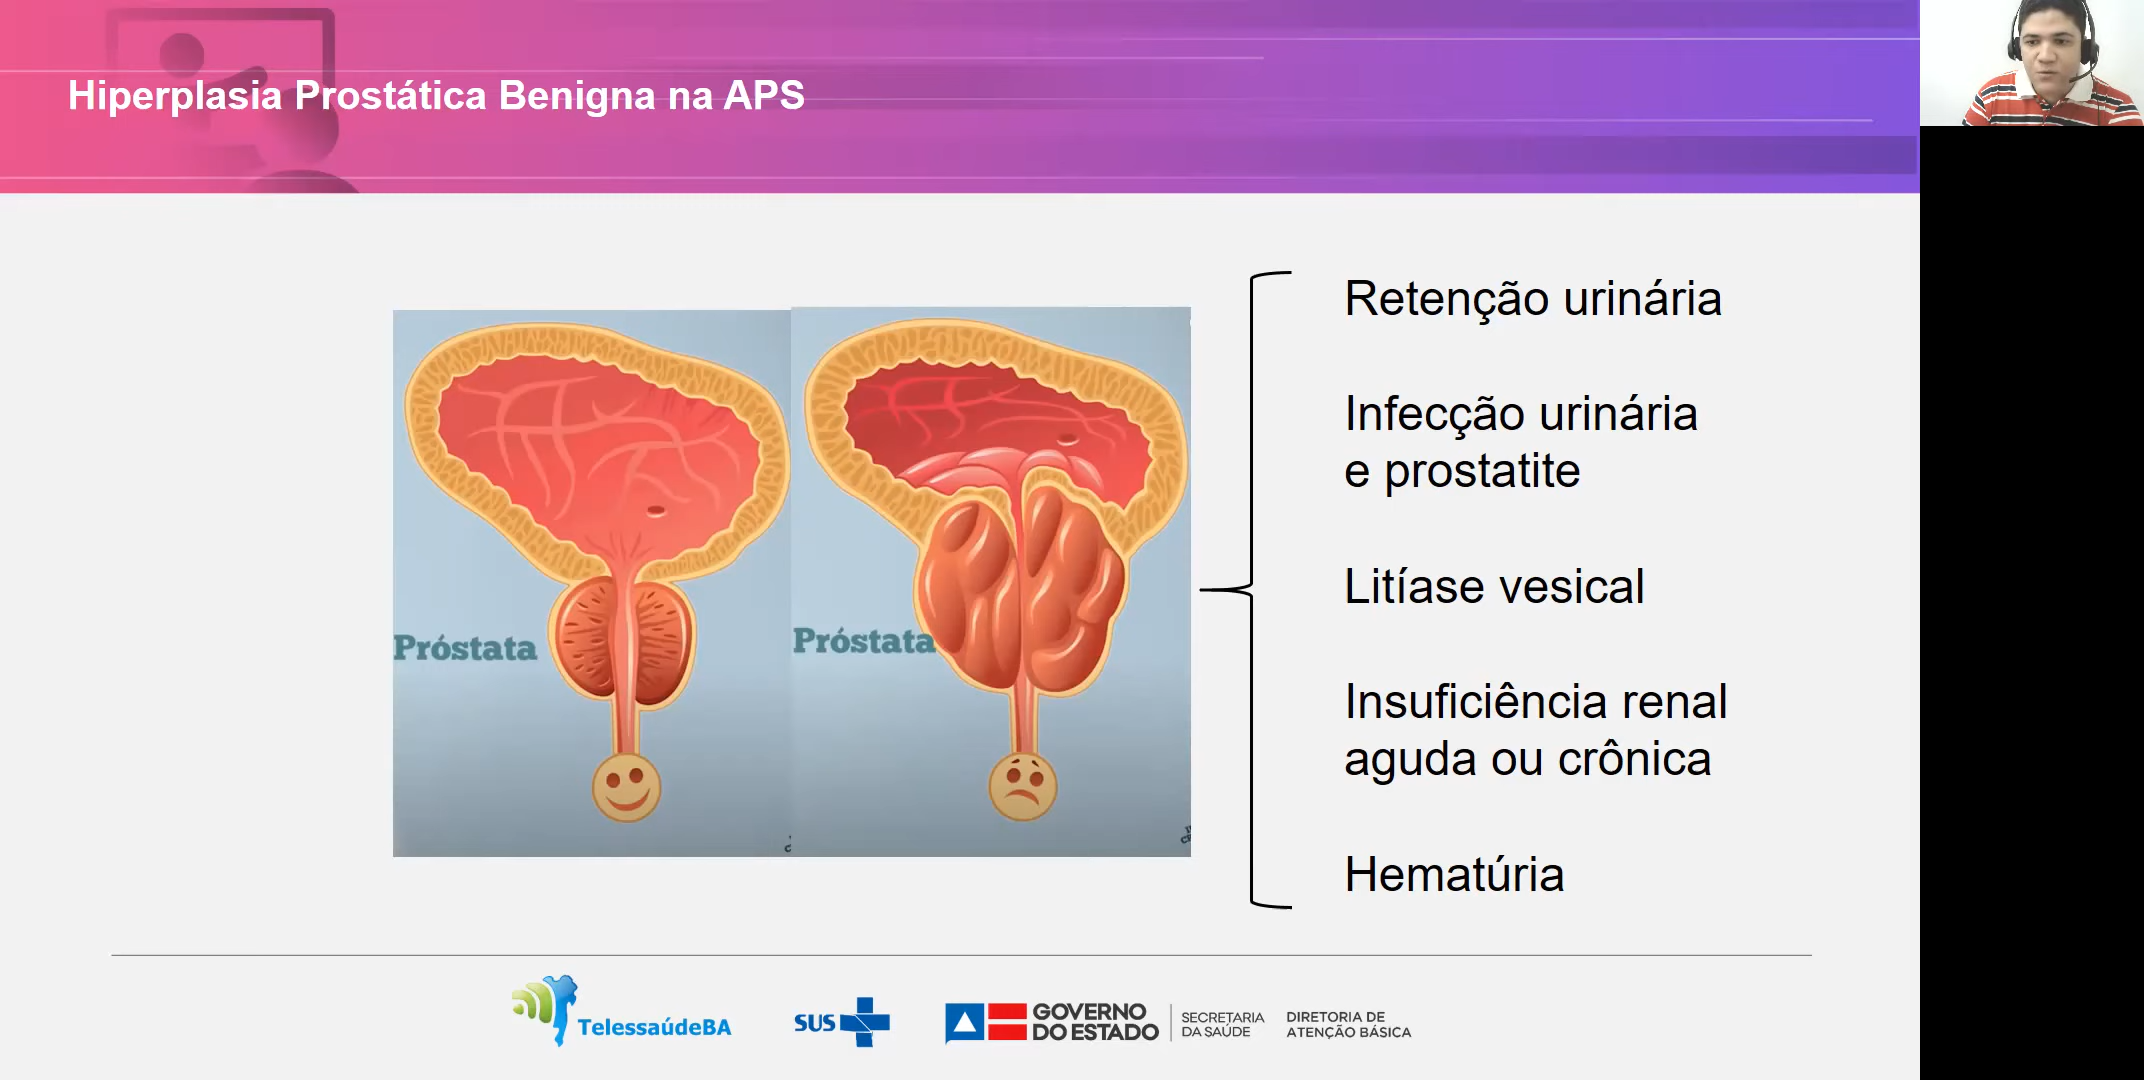 Hiperplasia Prostática Benigna na APS
Próstata
Próstata
Retenção urinária
Infecção urinária
e prostatite
Litíase vesical
Insuficiência renal
aguda ou crônica
Hematúria
TelessaúdeBA
SUS
GOVERNO
DO ESTADO
SECRETARIA
DA SAÚDE
DIRETORIA DE
ATENÇÃO BÁSICA